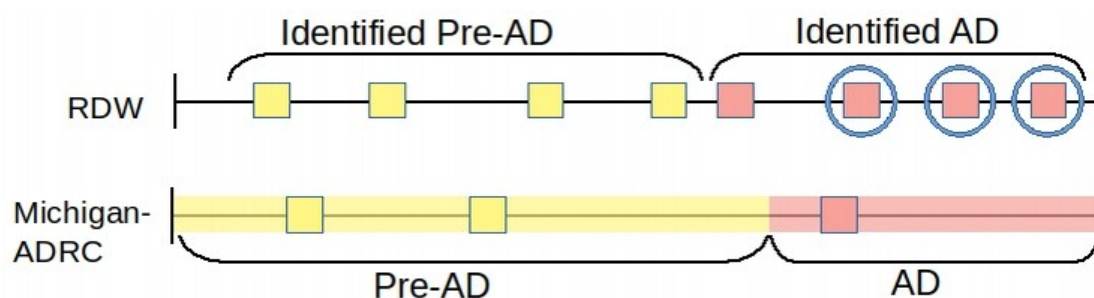 Identified Pre-AD
Identified AD
RDW
Michigan-
ADRC
Pre-AD
AD